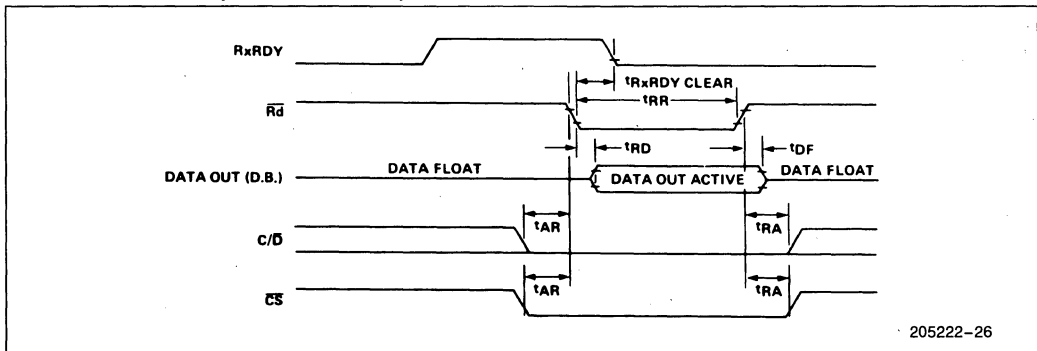 RxRDY
tRxRDY CLEAR
tRR
Rd
tRD
tDF
DATA OUT (D.B.)
DATA FLOAT
DATA OUT ACTIVE
DATA FLOAT
tAR
tRA
C/D
tAR
tRA
CS
205222-26